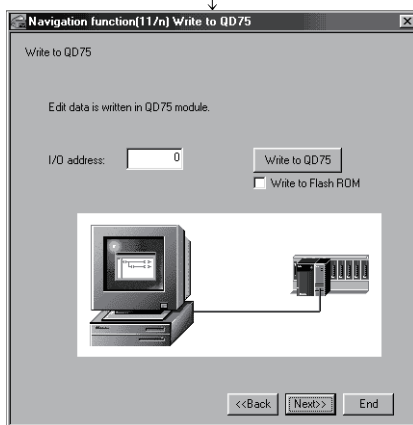 Navigation function(11/n) Write to QD75
Write to QD75
Edit data is written in QD75 module.
I/O address: 0 Write to QD75
Write to Flash ROM
<<Back Next>> End